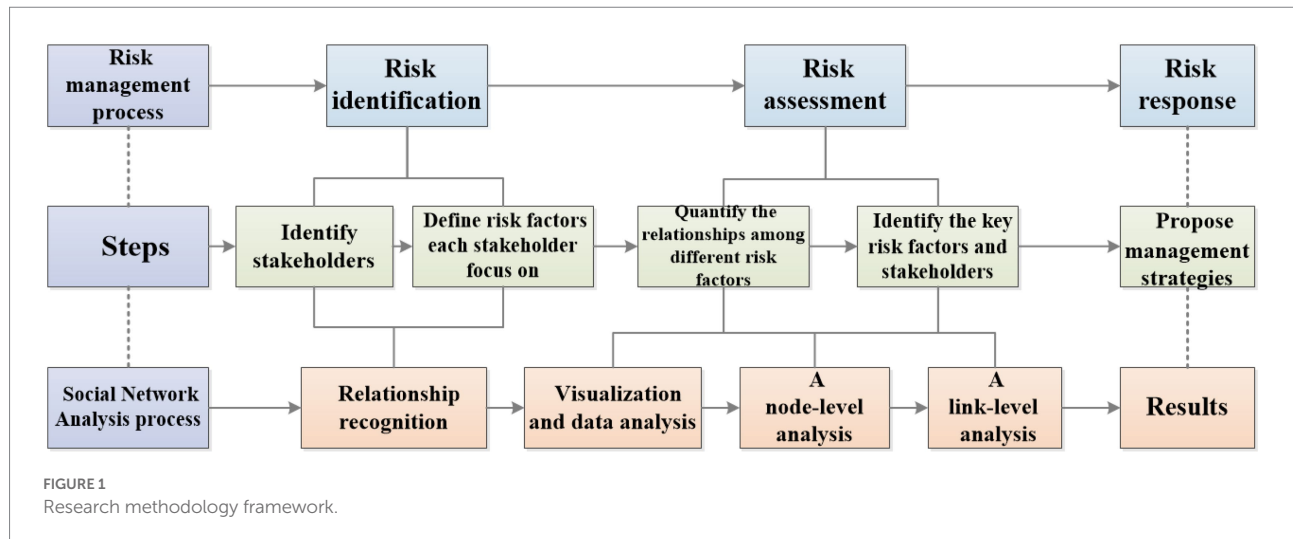 Risk
management
process
Risk
identification
Risk
assessment
Risk
response
Steps
Identify
stakeholders
Define risk factors
each stakeholder
focus on
Quantify the
relationships among
different risk
factors
Identify the key
risk factors and
stakeholders
Propose
management
strategies
Social Network
Analysis process
Relationship
recognition
Visualization
and data analysis
A
node-level
analysis
A
link-level
analysis
Results
FIGURE 1
Research methodology framework.